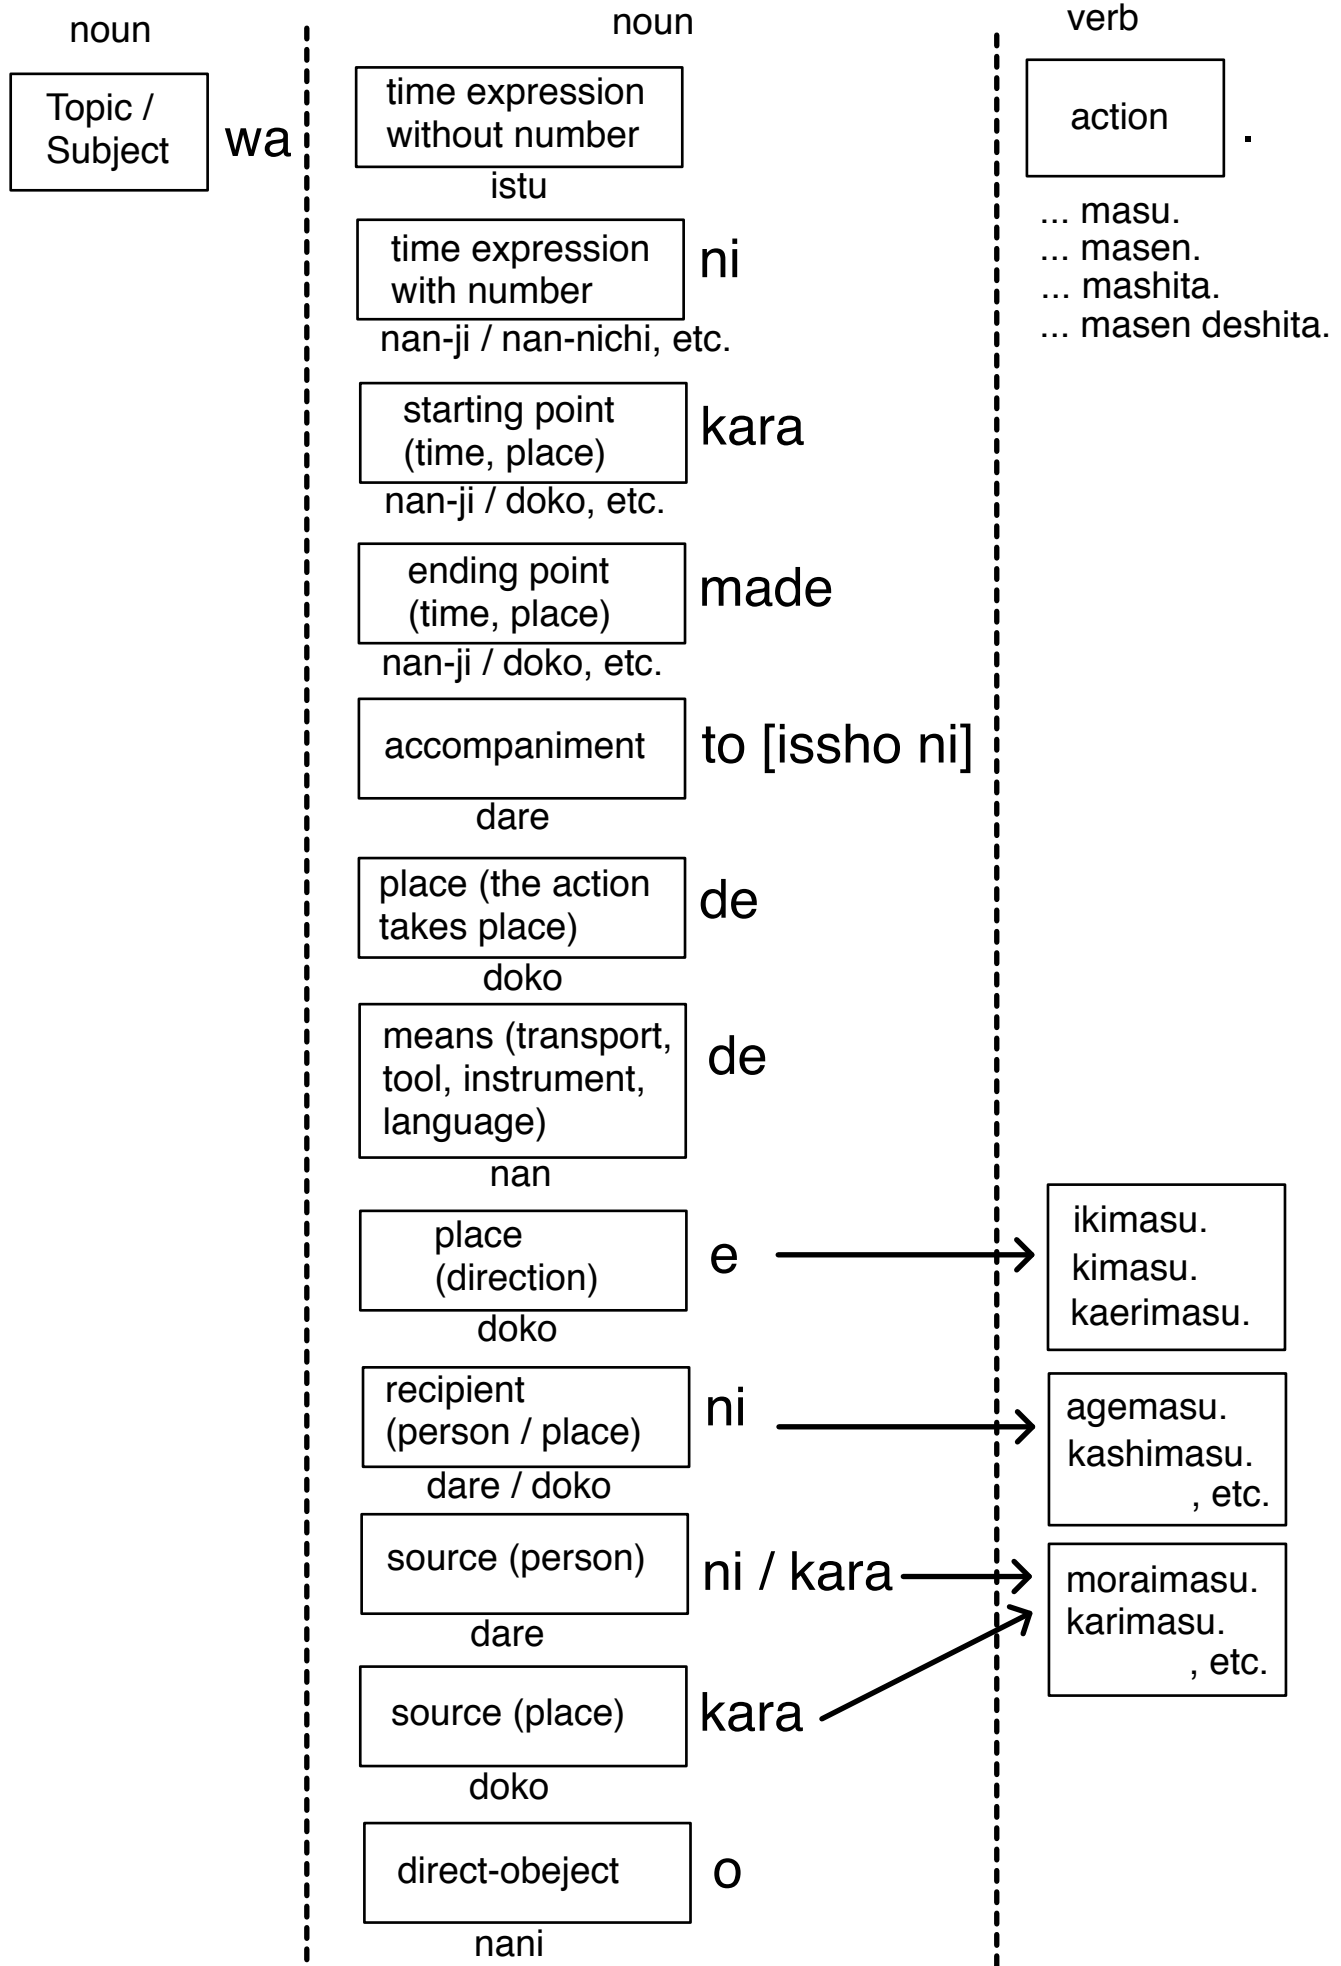 noun
noun
verb
Topic /
Subject
wa
time expression
without number
istu
action
.
... masu.
... masen.
... mashita.
... masen deshita.
time expression
with number
ni
nan-ji / nan-nichi, etc.
starting point
(time, place)
kara
nan-ji / doko, etc.
ending point
(time, place)
made
nan-ji / doko, etc.
accompaniment
to [issho ni]
dare
place (the action
takes place)
de
doko
means (transport,
tool, instrument,
language)
de
nan
place
(direction)
e
doko
ikimasu.
kimasu.
kaerimasu.
recipient
(person / place)
ni
dare / doko
agemasu.
kashimasu.
, etc.
source (person)
ni / kara
dare
moraimasu.
karimasu.
, etc.
source (place)
kara
doko
direct-obeject
o
nani